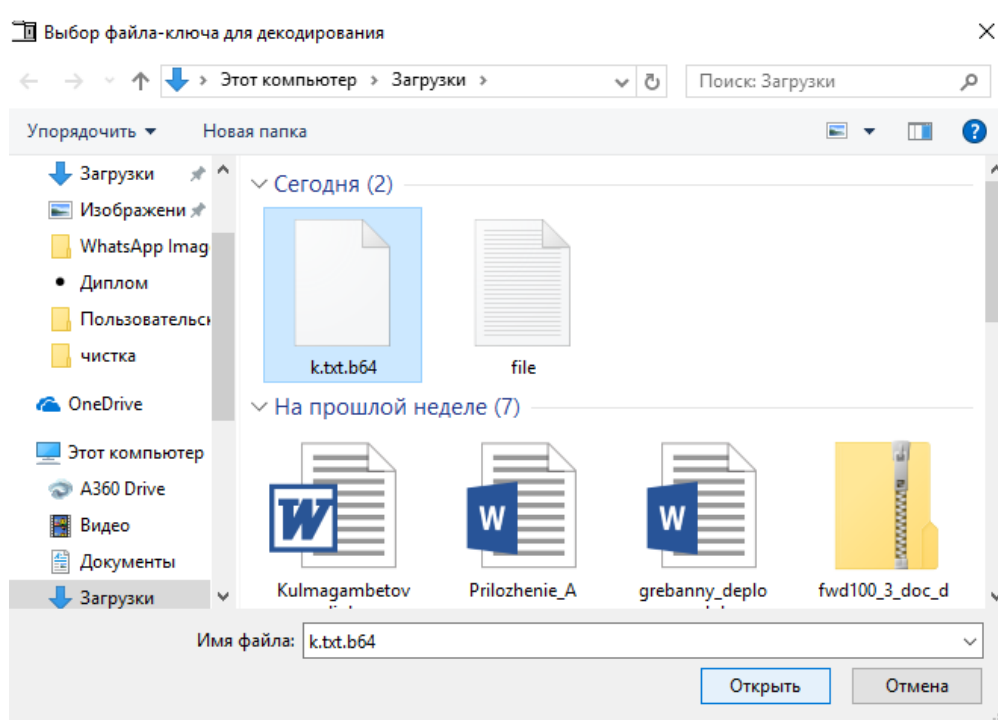 Выбор файла-ключа для декодирования
Этот компьютер > Загрузки >
Поиск: Загрузки
Упорядочить
Новая папка
Загрузки
Изображени
WhatsApp Imag
Диплом
Пользовательск
чистка
OneDrive
Этот компьютер
A360 Drive
Видео
Документы
Загрузки
Сегодня (2)
k.txt.b64
file
На прошлой неделе (7)
W
W
W
Kulmagambetov
Prilozhenie_A
grebanny_deplo
fwd100_3_doc_d
Имя файла: k.txt.b64
Открыть
Отмена